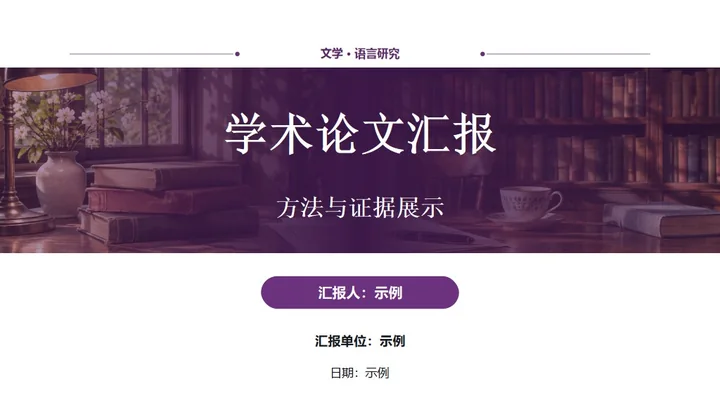 文学·语言研究
学术论文汇报
方法与证据展示
汇报人：示例
汇报单位：示例
日期：示例